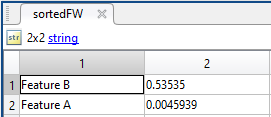 sortedFW
str 2x2 string
1 2
1 Feature B 0.53535
2 Feature A 0.0045939